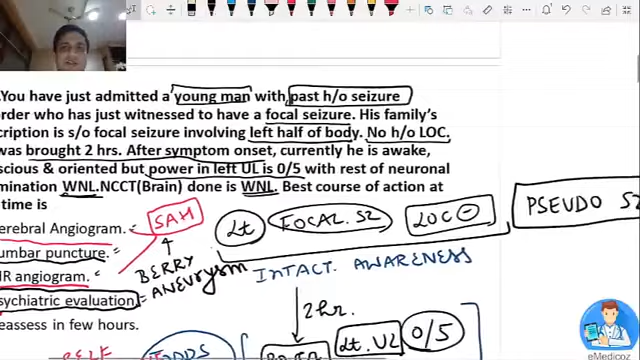 You have just admitted a young man with past h/o seizure
rder who has just witnessed to have a focal seizure. His family's
cription is s/o focal seizure involving left half of body. No h/o LOC.
was brought 2 hrs. After symptom onset, currently he is awake,
scious & oriented but power in left UL is 0/5 with rest of neuronal
mination WNL.NCCT(Brain) done is WNL. Best course of action at
time is
erebral Angiogram.
umbar puncture.
R angiogram.
sychiatric evaluation.
eassess in few hours.
SAH
BERRY
ANEURYSM
Lt
FOCAL. SZ
LOC
PSEUDO SZ
INTACT. AWARENESS
2hr.
Lt. UL
0/5
TODDS
eMedipoz